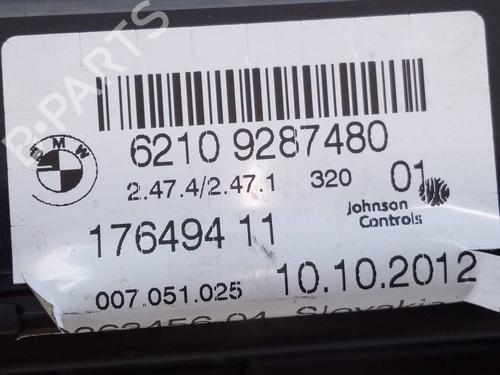 B-PARTS
BMW
6210 9287480
2.47.4/2.47.1 320 01
Johnson
Controls
176494 11
007.051.025 10.10.2012